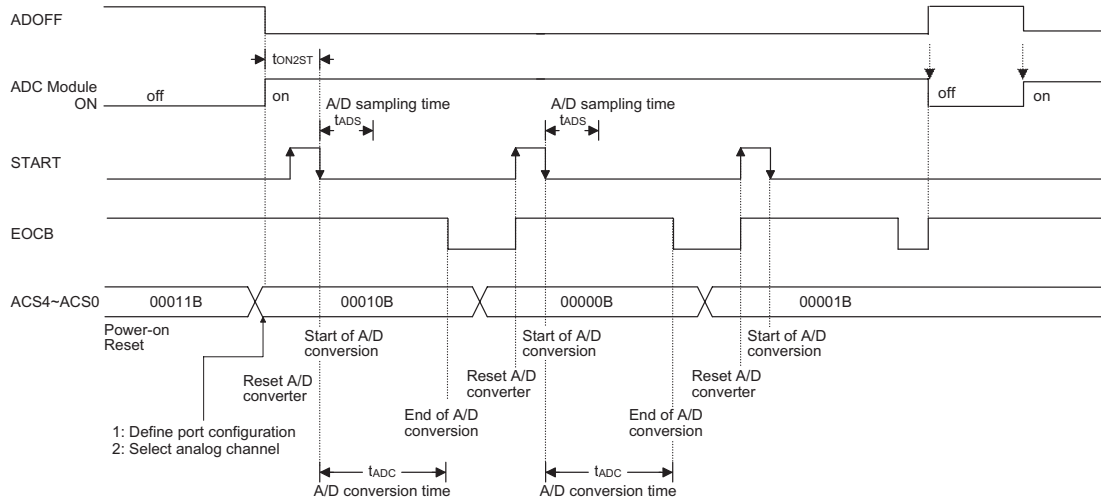 ADOFF
tON2ST
ADC Module
ON
off
on
off
on
A/D sampling time
tADS
A/D sampling time
tADS
START
EOCB
ACS4~ACS0
00011B
00010B
00000B
00001B
Power-on
Reset
Start of A/D
conversion
Start of A/D
conversion
Start of A/D
conversion
Reset A/D
converter
Reset A/D
converter
Reset A/D
converter
End of A/D
conversion
End of A/D
conversion
1: Define port configuration
2: Select analog channel
tADC
A/D conversion time
tADC
A/D conversion time